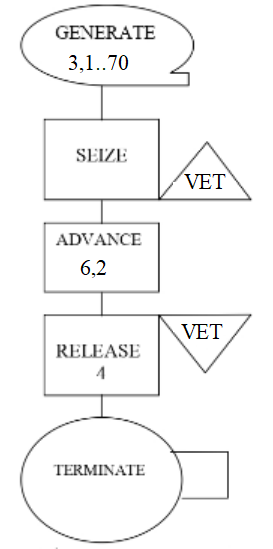 GENERATE
3,1..70
SEIZE
VET
ADVANCE
6,2
RELEASE
4
VET
TERMINATE